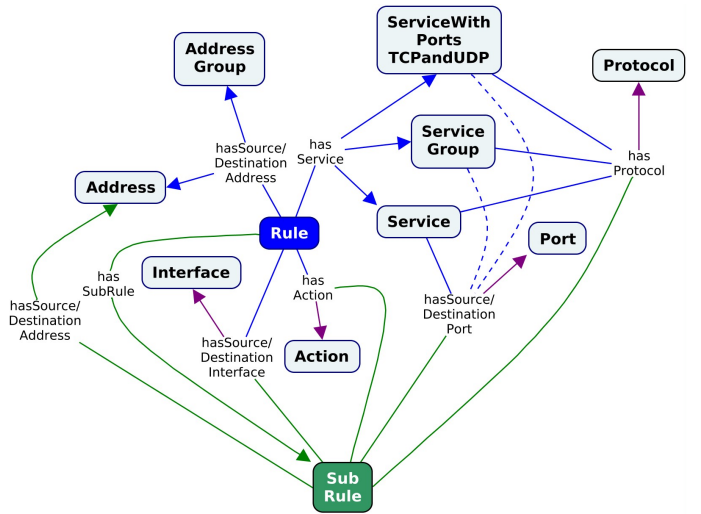 ServiceWith
Ports
TCPandUDP
Address
Group
Protocol
hasSource/
Destination
Address
has
Service
Service
Group
has
Protocol
Address
Service
Rule
Port
Interface
has
SubRule
has
Action
hasSource/
Destination
Address
hasSource/
Destination
Port
hasSource/
Destination
Interface
Action
Sub
Rule